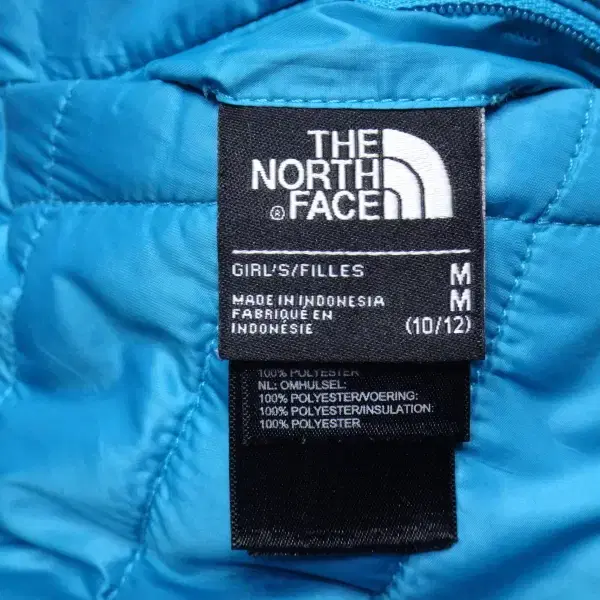 THE
NORTH
® FACE
GIRL'S/FILLES M
MADE IN INDONESIA M
FABRIQUÉ EN (10/12)
INDONÉSIE
100% POLYESTER
NL: OMHULSEL:
100% POLYESTER/VOERING:
100% POLYESTER/INSULATION:
100% POLYESTER